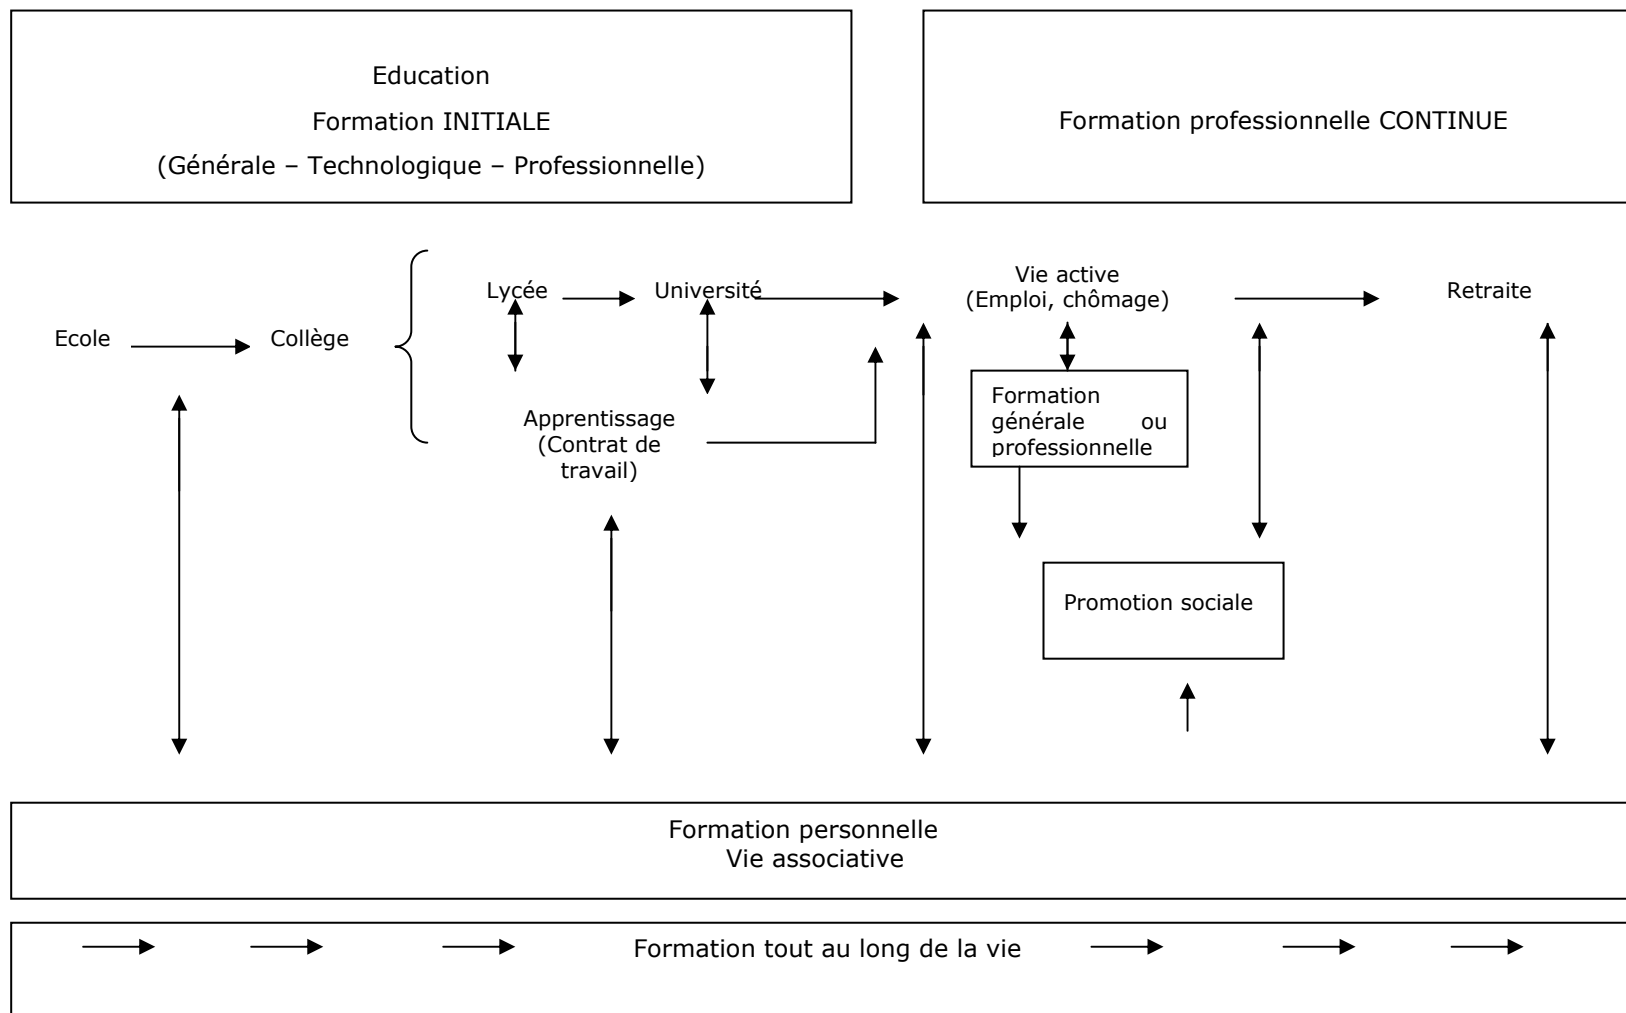 Education
Formation INITIALE
(Générale – Technologique – Professionnelle)
Formation professionnelle CONTINUE
Ecole
Collège
Lycée
Université
Apprentissage
(Contrat de
travail)
Vie active
(Emploi, chômage)
Retraite
Formation
générale ou
professionnelle
Promotion sociale
Formation personnelle
Vie associative
Formation tout au long de la vie